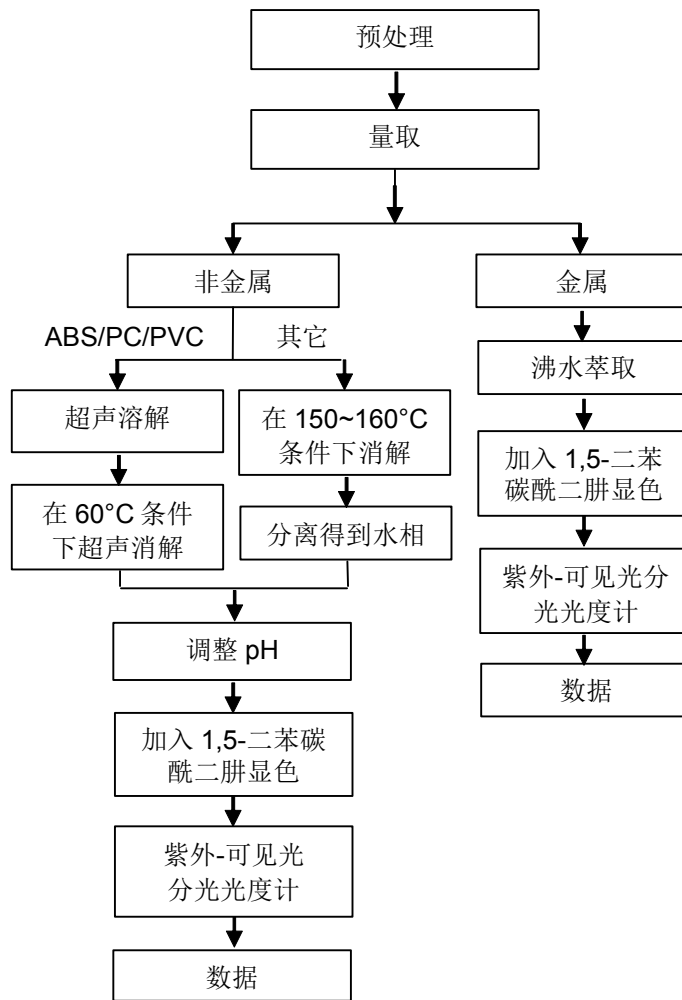 预处理
量取
非金属
金属
ABS/PC/PVC
其它
超声溶解
在 60°C 条件
下超声消解
在 150~160°C
条件下消解
分离得到水相
调整 pH
加入 1,5-二苯碳
酰二肼显色
紫外-可见光
分光光度计
数据
沸水萃取
加入 1,5-二苯
碳酰二肼显色
紫外-可见光分
光光度计
数据